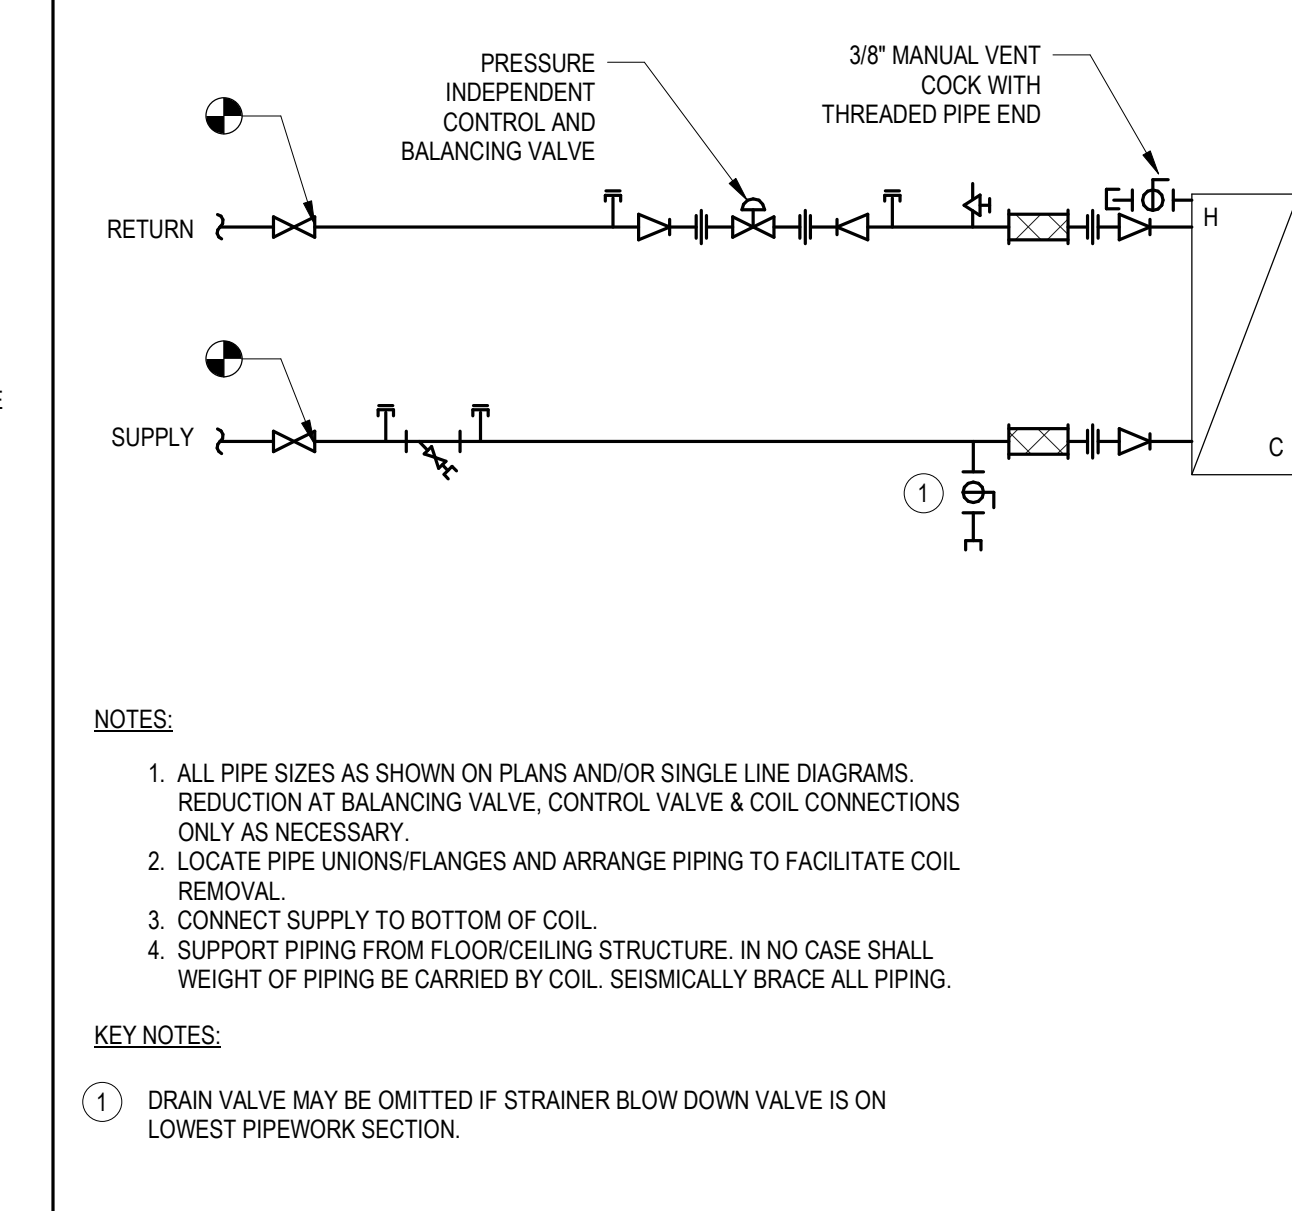 PRESSURE
INDEPENDENT
CONTROL AND
BALANCING VALVE
3/8" MANUAL VENT
COCK WITH
THREADED PIPE END
RETURN
H
E
SUPPLY
C
1
NOTES:
1. ALL PIPE SIZES AS SHOWN ON PLANS AND/OR SINGLE LINE DIAGRAMS.
REDUCTION AT BALANCING VALVE, CONTROL VALVE & COIL CONNECTIONS
ONLY AS NECESSARY.
2. LOCATE PIPE UNIONS/FLANGES AND ARRANGE PIPING TO FACILITATE COIL
REMOVAL.
3. CONNECT SUPPLY TO BOTTOM OF COIL.
4. SUPPORT PIPING FROM FLOOR/CEILING STRUCTURE. IN NO CASE SHALL
WEIGHT OF PIPING BE CARRIED BY COIL. SEISMICALLY BRACE ALL PIPING.
KEY NOTES:
1 DRAIN VALVE MAY BE OMITTED IF STRAINER BLOW DOWN VALVE IS ON
LOWEST PIPEWORK SECTION.